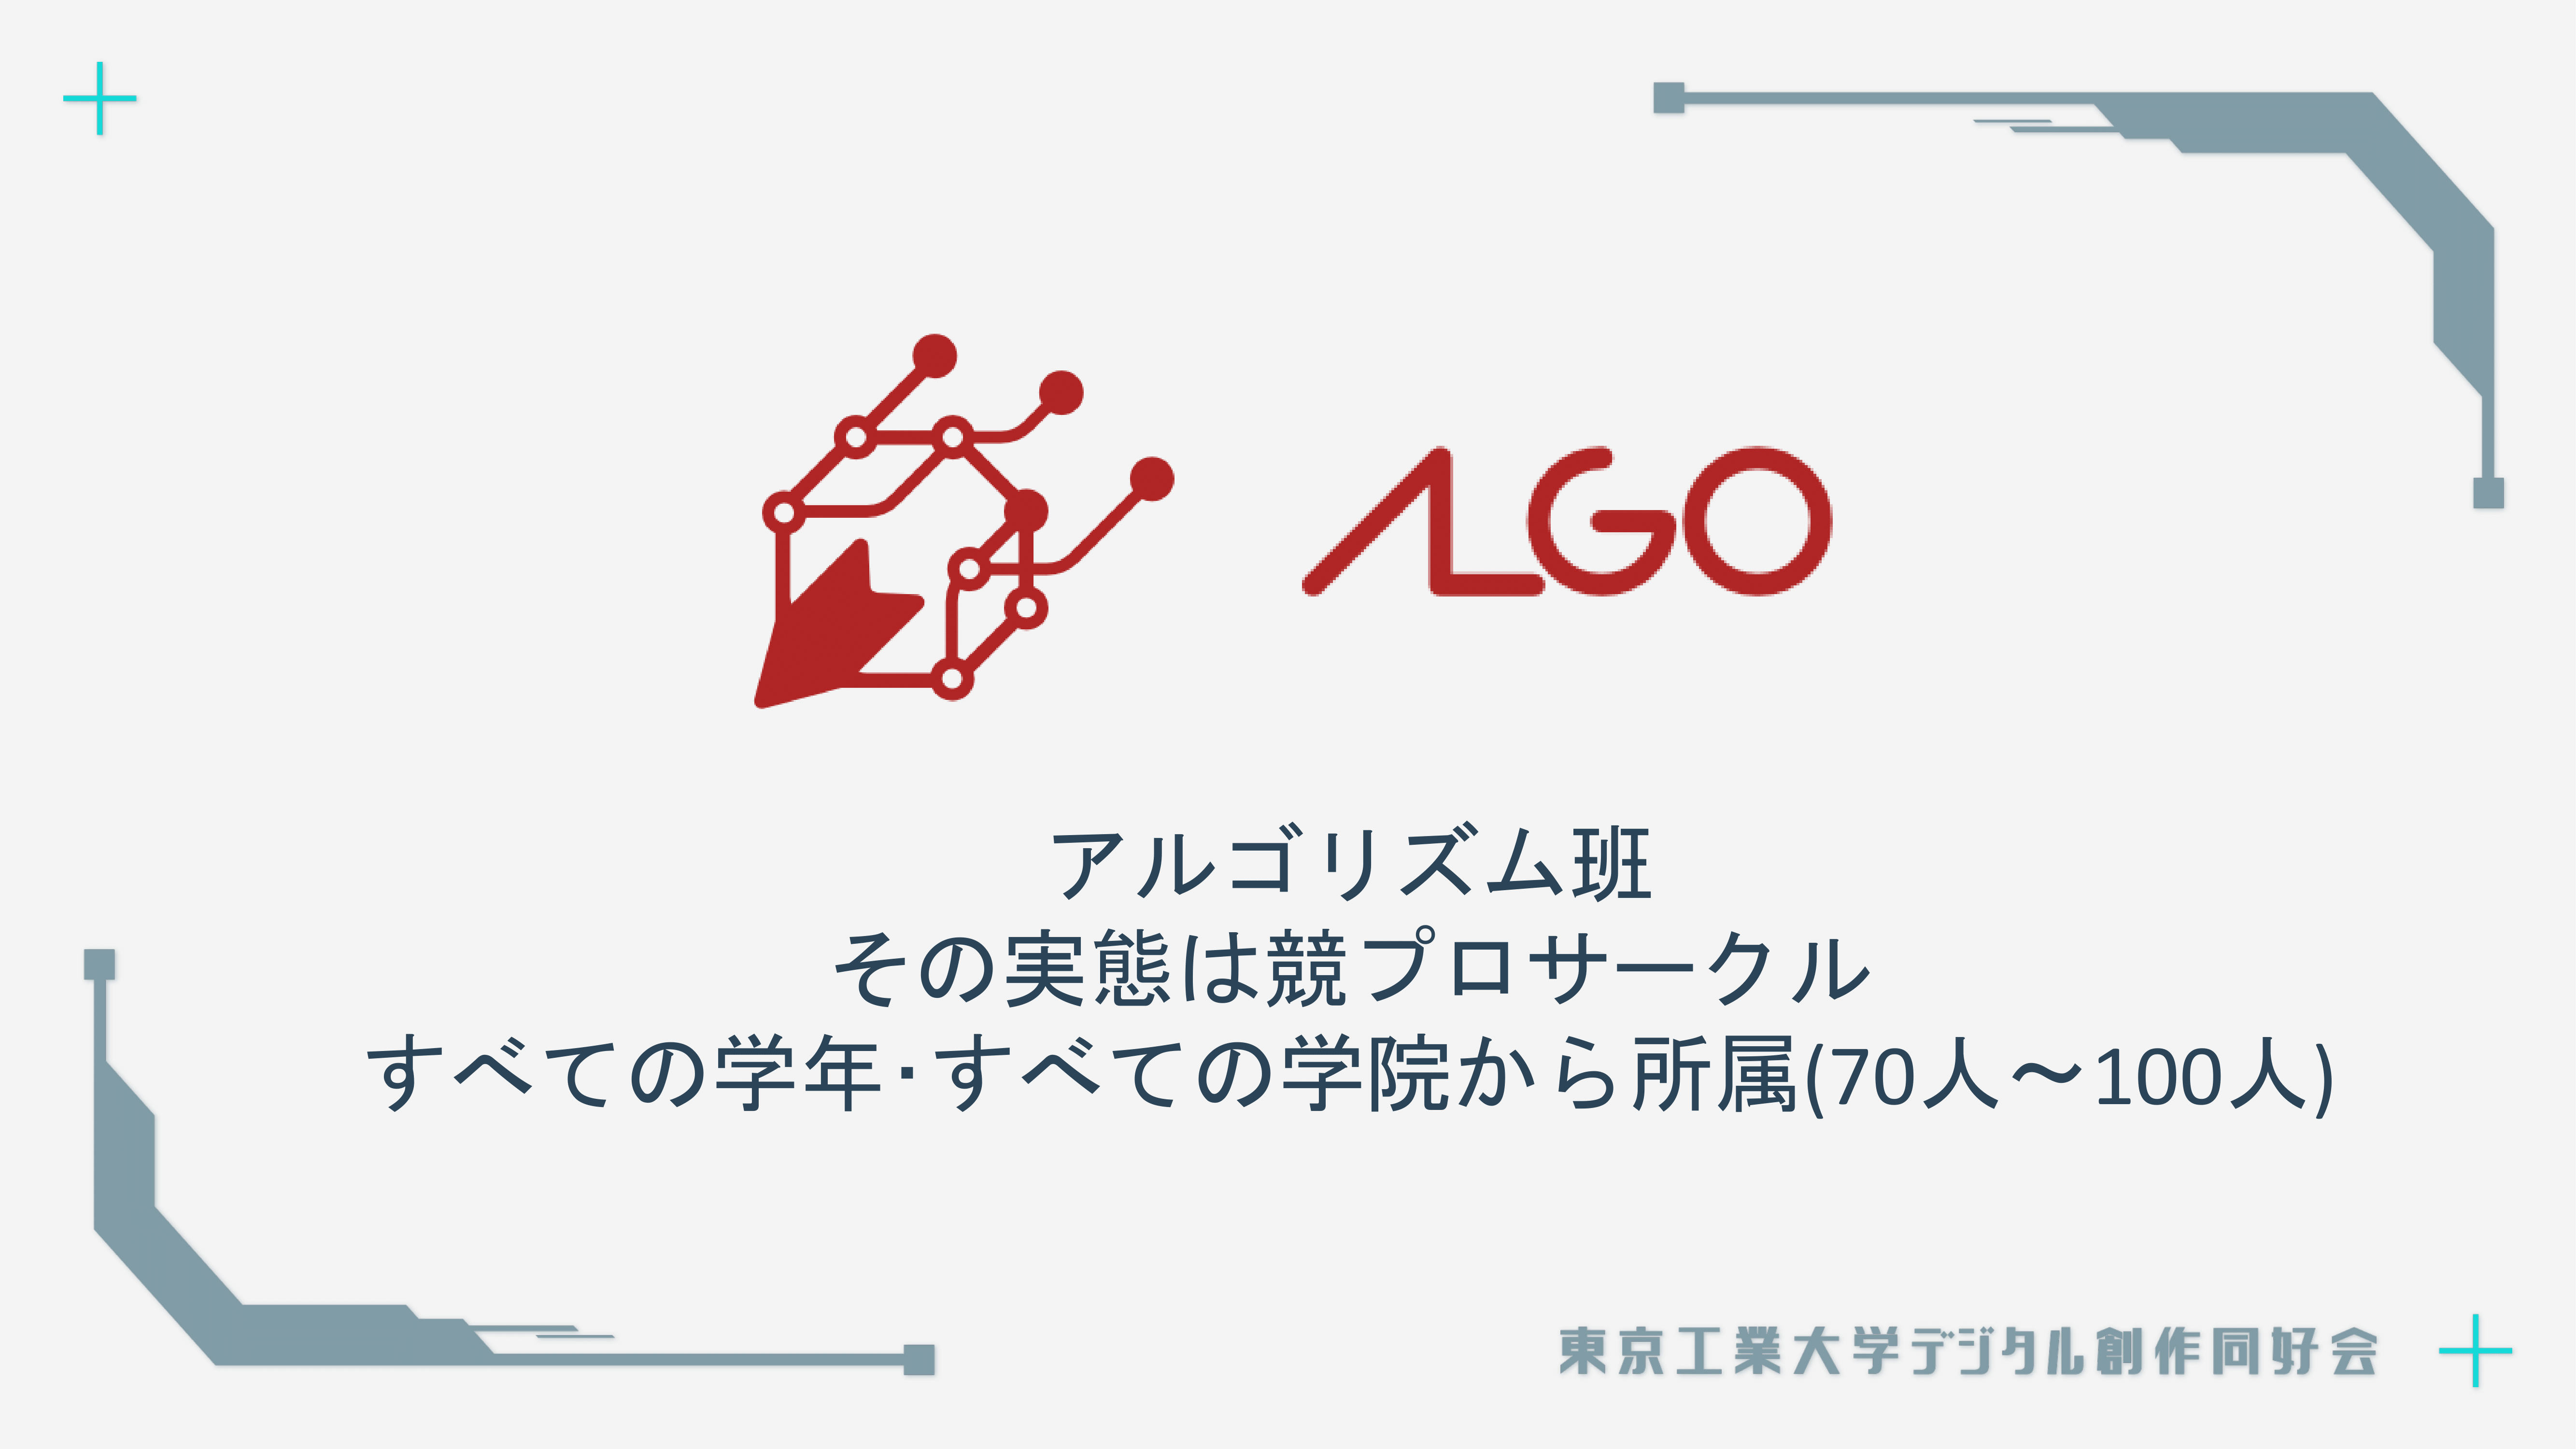 ALGO
アルゴリズム班
その実態は競プロサークル
すべての学年･すべての学院から所属(70人～100人)
東京工業大学デジタル創作同好会